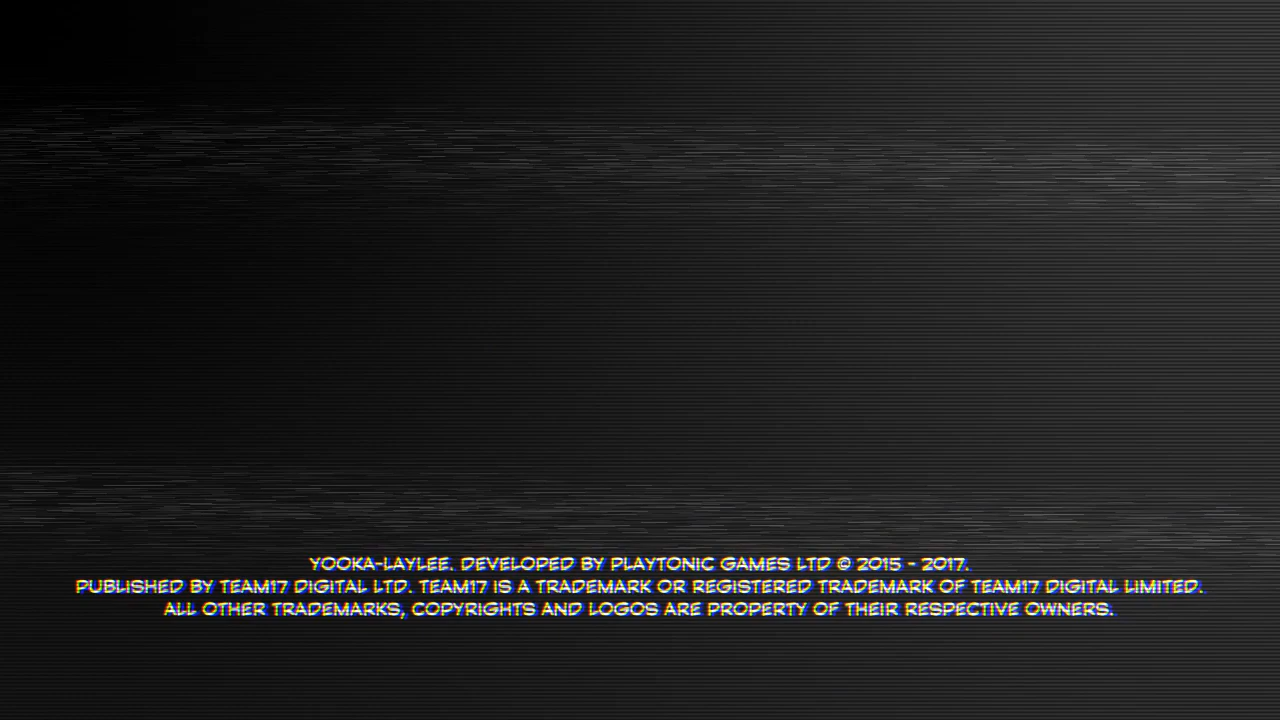 YOOKA-LAYLEE. DEVELOPED BY PLAYTONIC GAMES LTD © 2015 - 2017.
PUBLISHED BY TEAM17 DIGITAL LTD. TEAM17 IS A TRADEMARK OR REGISTERED TRADEMARK OF TEAM17 DIGITAL LIMITED.
ALL OTHER TRADEMARKS, COPYRIGHTS AND LOGOS ARE PROPERTY OF THEIR RESPECTIVE OWNERS.